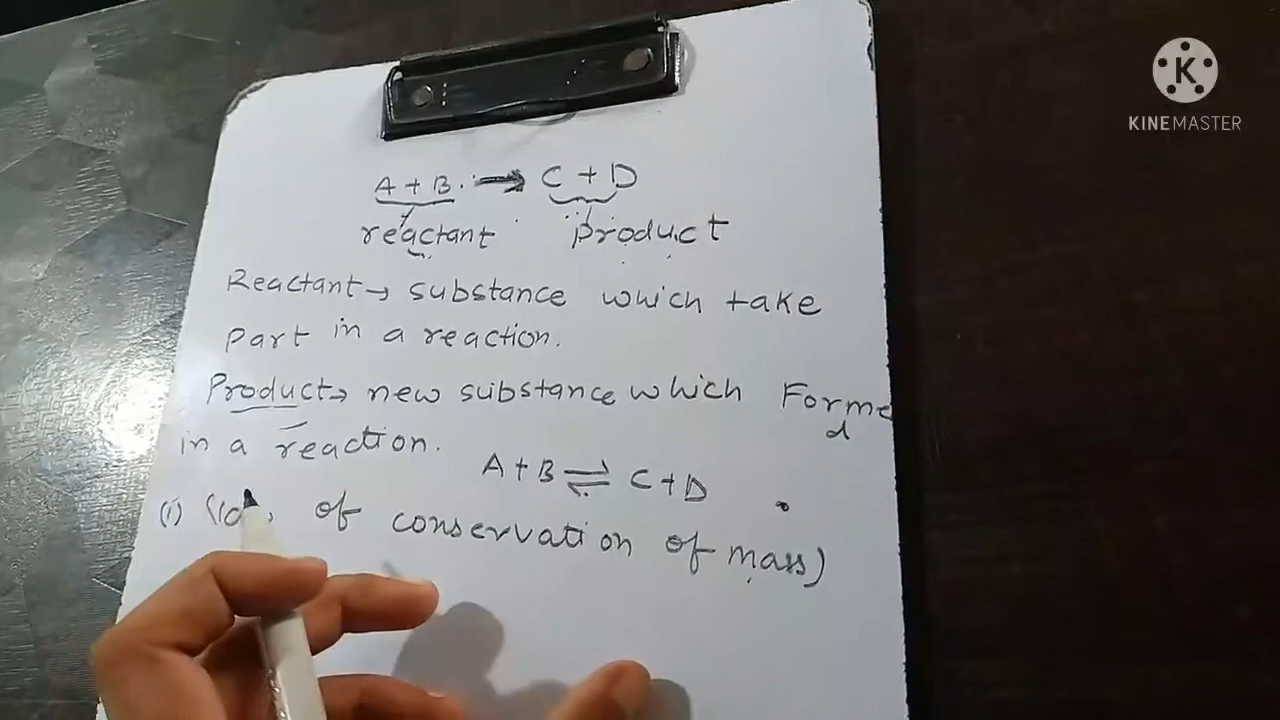 KINEMASTER
A + B. → C + D
reactant product
Reactant → substance which take
Part in a reaction.
Product → new substance which Forme
d
in a reaction.
A + B ⇌ C + D
(i) ( of conservation of mass)